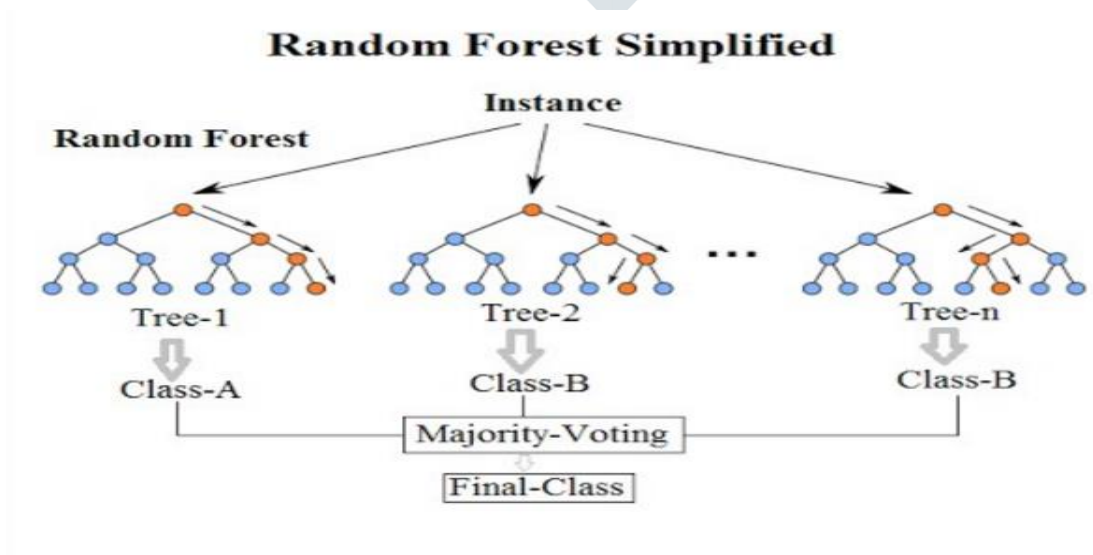 Random Forest Simplified
Instance
Random Forest
...
Tree-1
Tree-2
Tree-n
Class-A
Class-B
Class-B
Majority-Voting
Final-Class